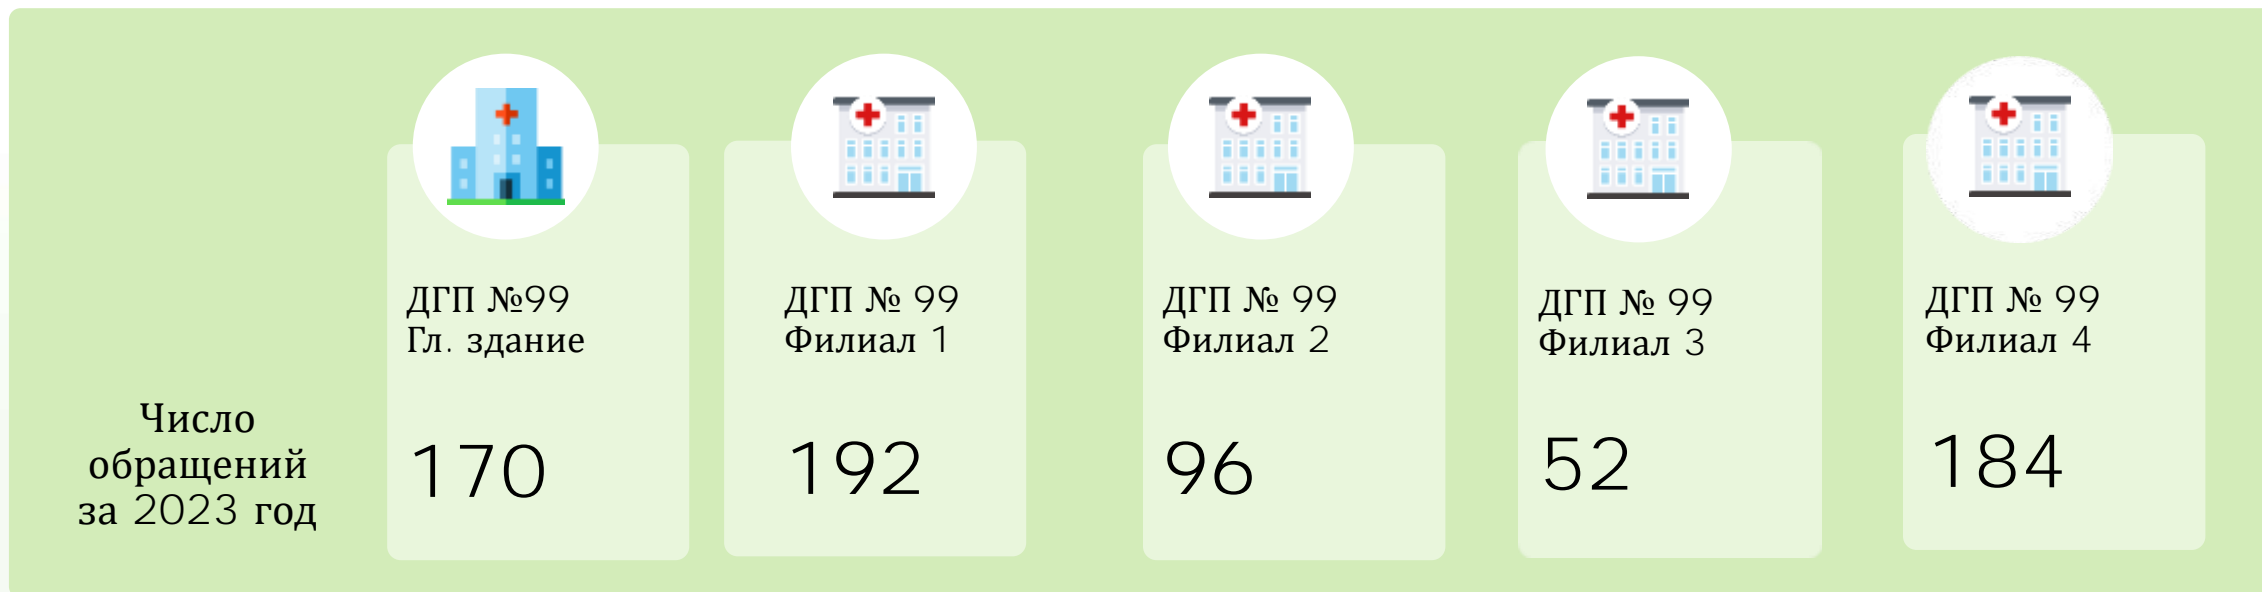 ДГП №99
Гл. здание
ДГП № 99
Филиал 1
ДГП № 99
Филиал 2
ДГП № 99
Филиал 3
ДГП № 99
Филиал 4
Число
обращений
за 2023 год
170
192
96
52
184